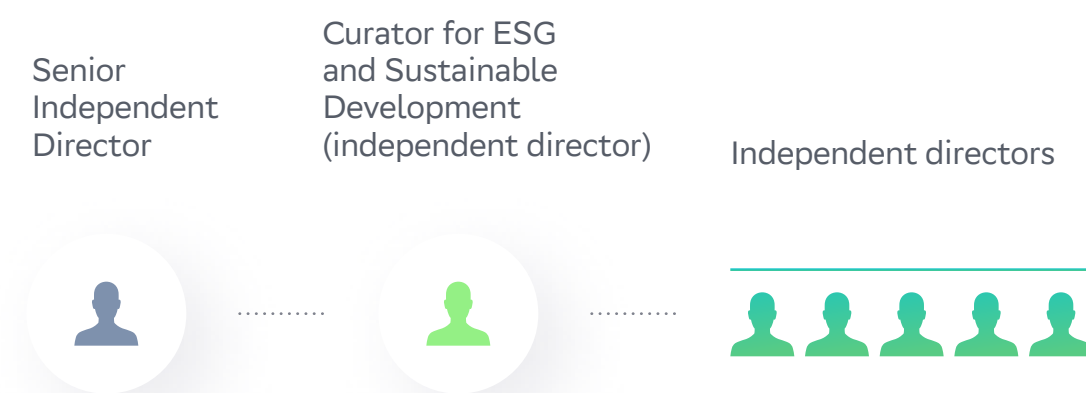 Senior
Independent
Director
Curator for ESG
and Sustainable
Development
(independent director)
Independent directors